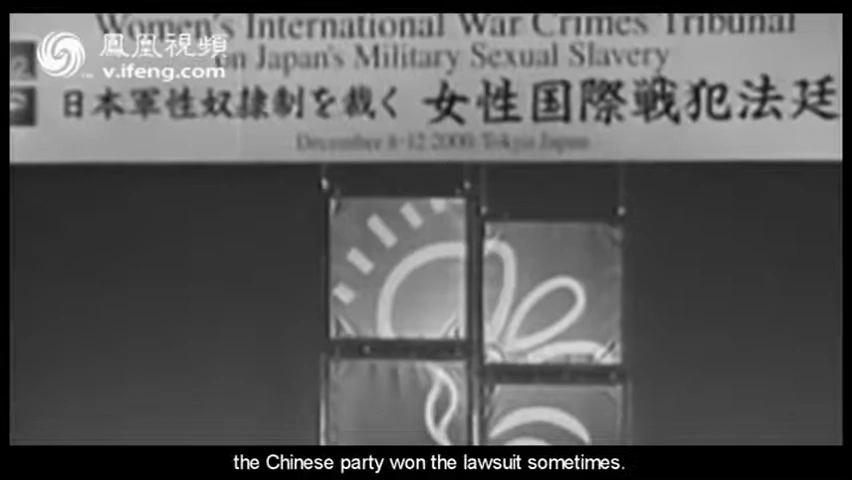 Women's International War Crimes Tribunal
on Japan's Military Sexual Slavery
鳳凰視頻
v.ifeng.com
日本軍性奴隷制を裁く 女性国際戦犯法廷
December 8-12 2000 Tokyo Japan
the Chinese party won the lawsuit sometimes.